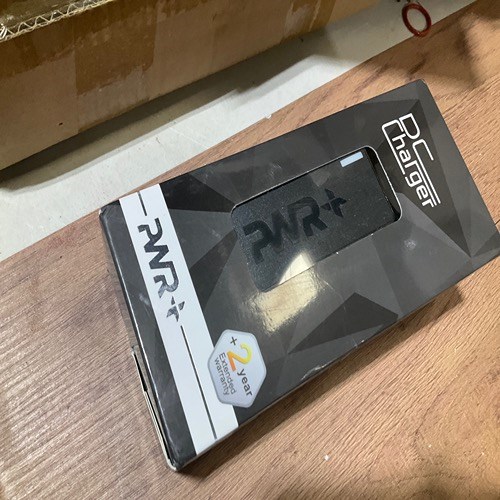 DC
Charger
PWR+
PWR+
+2 year
Extended
warranty